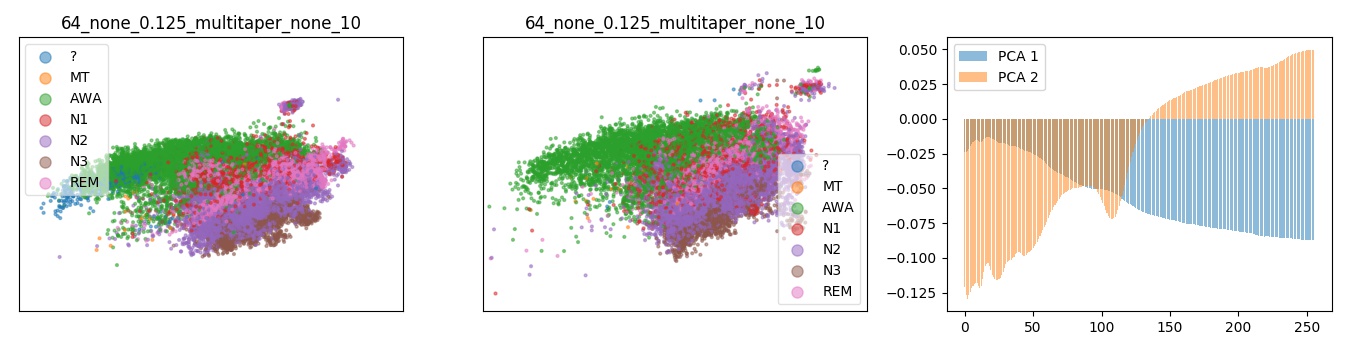 64_none_0.125_multitaper_none_10
?
MT
AWA
N1
N2
N3
REM
64_none_0.125_multitaper_none_10
?
MT
AWA
N1
N2
N3
REM
PCA 1
PCA 2
0.050
0.025
0.000
−0.025
−0.050
−0.075
−0.100
−0.125
0 50 100 150 200 250